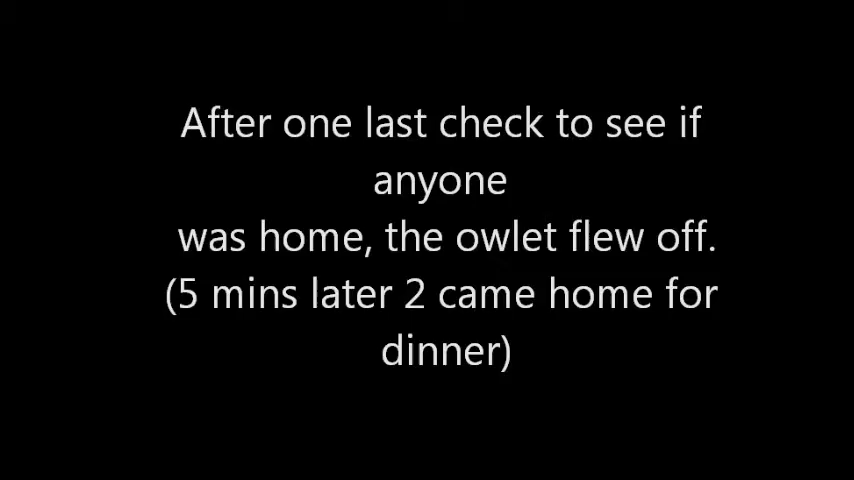 After one last check to see if
anyone
was home, the owlet flew off.
(5 mins later 2 came home for
dinner)